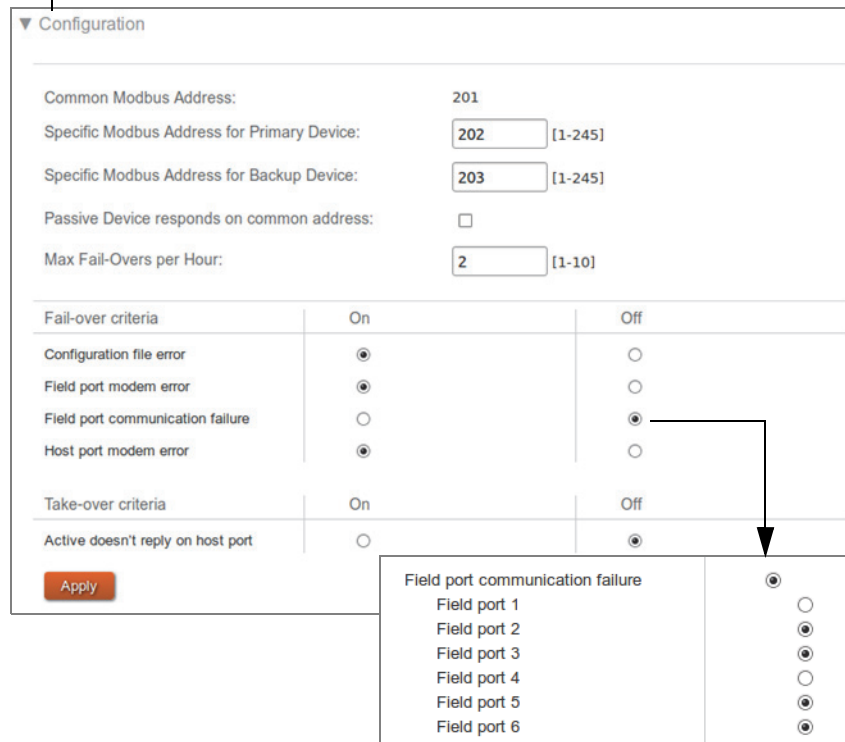 Configuration
Common Modbus Address: 201
Specific Modbus Address for Primary Device: 202 [1-245]
Specific Modbus Address for Backup Device: 203 [1-245]
Passive Device responds on common address:
Max Fail-Overs per Hour: 2 [1-10]
Fail-over criteria On Off
Configuration file error
Field port modem error
Field port communication failure
Host port modem error
Take-over criteria On Off
Active doesn't reply on host port
Apply
Field port communication failure
Field port 1
Field port 2
Field port 3
Field port 4
Field port 5
Field port 6